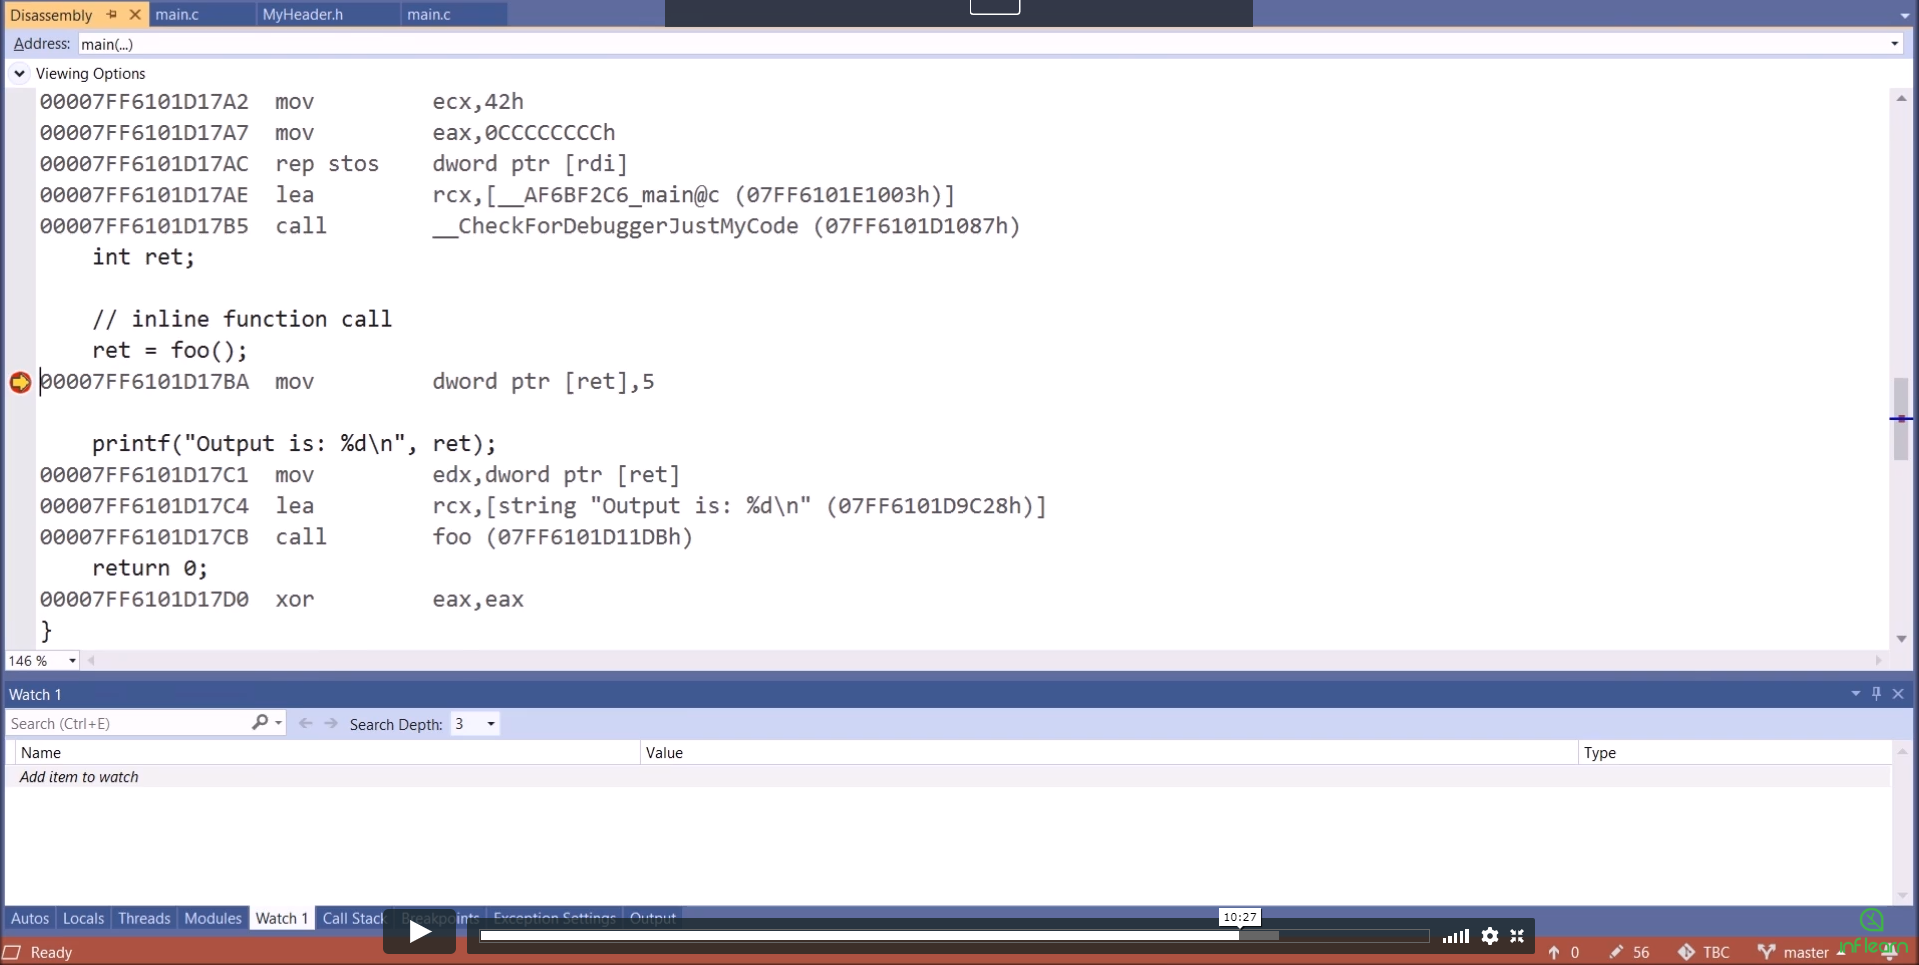 Disassembly main.c MyHeader.h main.c
Address: main(...)
Viewing Options
00007FF6101D17A2 mov ecx,42h
00007FF6101D17A7 mov eax,0CCCCCCCCh
00007FF6101D17AC rep stos dword ptr [rdi]
00007FF6101D17AE lea rcx,[__AF6BF2C6_main@c (07FF6101E1003h)]
00007FF6101D17B5 call __CheckForDebuggerJustMyCode (07FF6101D1087h)
int ret;
// inline function call
ret = foo();
00007FF6101D17BA mov dword ptr [ret],5
printf("Output is: %d\n", ret);
00007FF6101D17C1 mov edx,dword ptr [ret]
00007FF6101D17C4 lea rcx,[string "Output is: %d\n" (07FF6101D9C28h)]
00007FF6101D17CB call foo (07FF6101D11DBh)
return 0;
00007FF6101D17D0 xor eax,eax
}
146 %
Watch 1
Search (Ctrl+E) Search Depth: 3
Name Value Type
Add item to watch
Autos Locals Threads Modules Watch 1 Call Stack Breakpoints Exception Settings Output
10:27
Ready 0 56 TBC master
inflearn